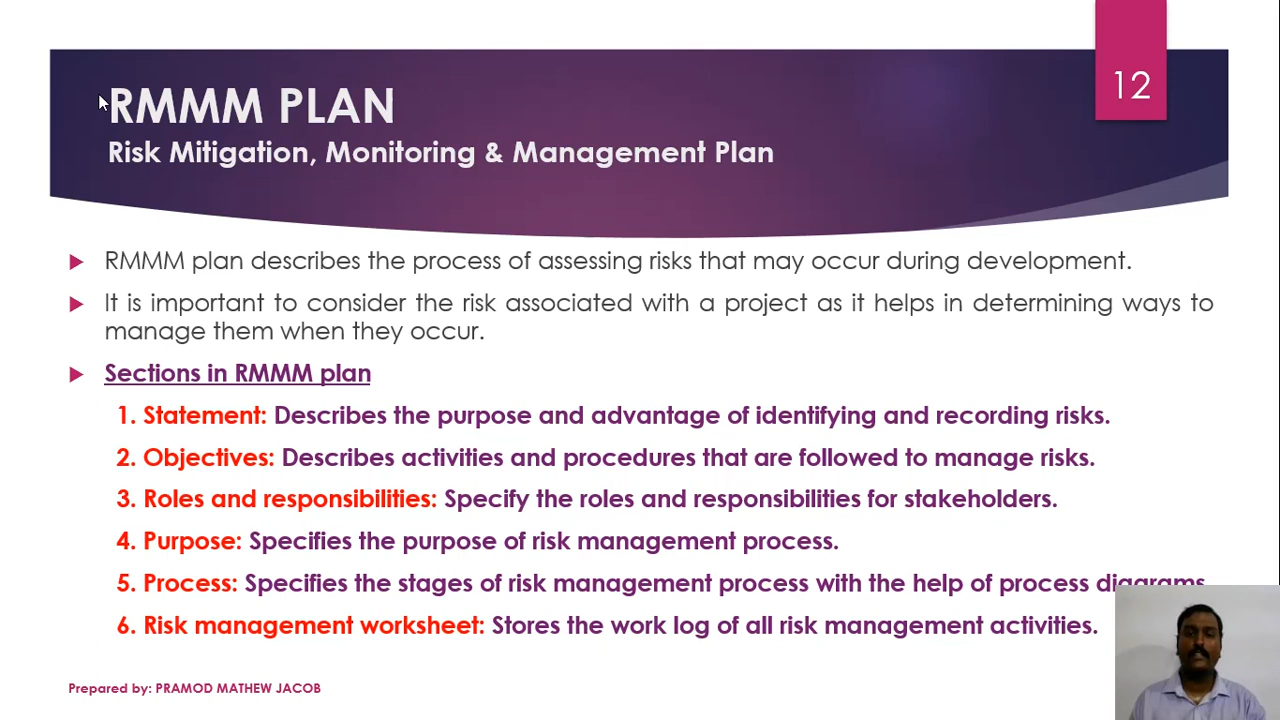 12
RMMM PLAN
Risk Mitigation, Monitoring & Management Plan
RMMM plan describes the process of assessing risks that may occur during development.
It is important to consider the risk associated with a project as it helps in determining ways to
manage them when they occur.
Sections in RMMM plan
1. Statement: Describes the purpose and advantage of identifying and recording risks.
2. Objectives: Describes activities and procedures that are followed to manage risks.
3. Roles and responsibilities: Specify the roles and responsibilities for stakeholders.
4. Purpose: Specifies the purpose of risk management process.
5. Process: Specifies the stages of risk management process with the help of process diagrams.
6. Risk management worksheet: Stores the work log of all risk management activities.
Prepared by: PRAMOD MATHEW JACOB